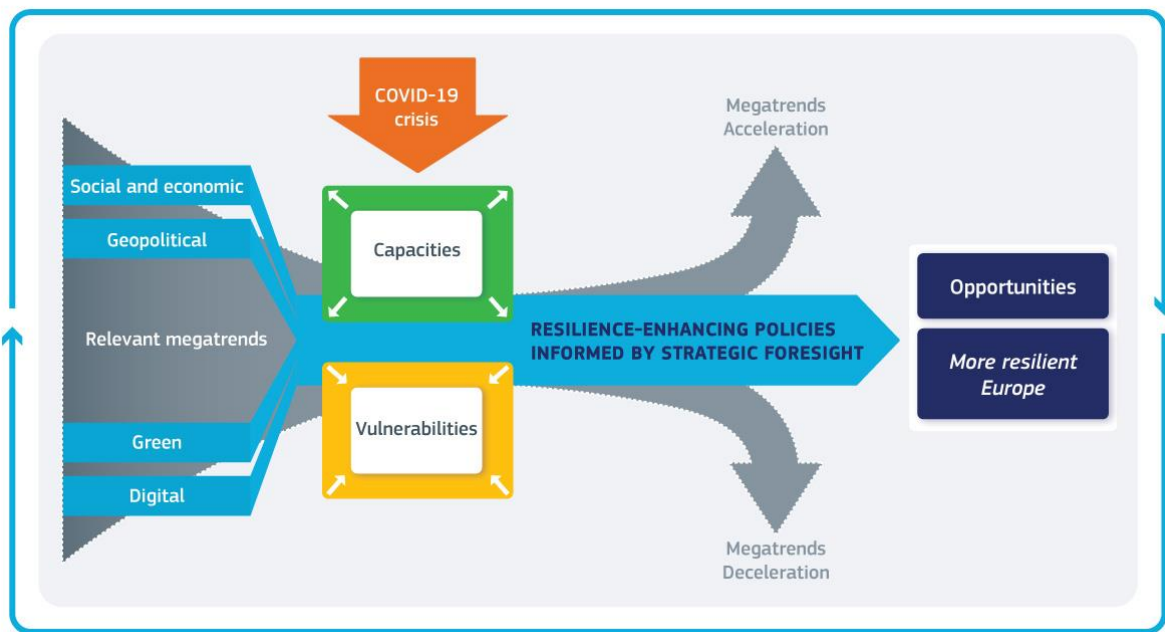 COVID-19
crisis
Megatrends
Acceleration
Social and economic
Geopolitical
Relevant megatrends
Green
Digital
Capacities
Vulnerabilities
RESILIENCE-ENHANCING POLICIES
INFORMED BY STRATEGIC FORESIGHT
Opportunities
More resilient
Europe
Megatrends
Deceleration